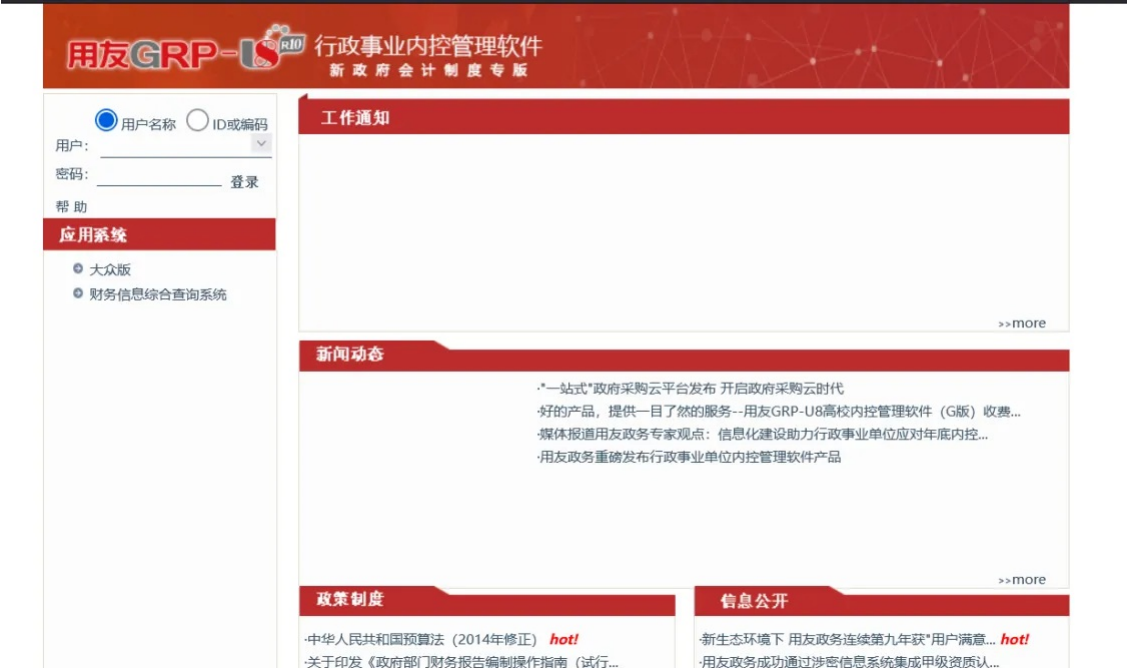 用友GRP-U8 R10 行政事业内控管理软件
新政府会计制度专版
用户名称 ID或编码
用户：
密码： 登录
帮 助
应用系统
大众版
财务信息综合查询系统
工作通知
>>more
新闻动态
·"一站式"政府采购云平台发布 开启政府采购云时代
·好的产品，提供一目了然的服务--用友GRP-U8高校内控管理软件（G版）收费...
·媒体报道用友政务专家观点：信息化建设助力行政事业单位应对年底内控...
·用友政务重磅发布行政事业单位内控管理软件产品
>>more
政策制度
·中华人民共和国预算法（2014年修正） hot!
·关于印发《政府部门财务报告编制操作指南（试行...
信息公开
·新生态环境下 用友政务连续第九年获"用户满意... hot!
·用友政务成功通过涉密信息系统集成甲级资质认...